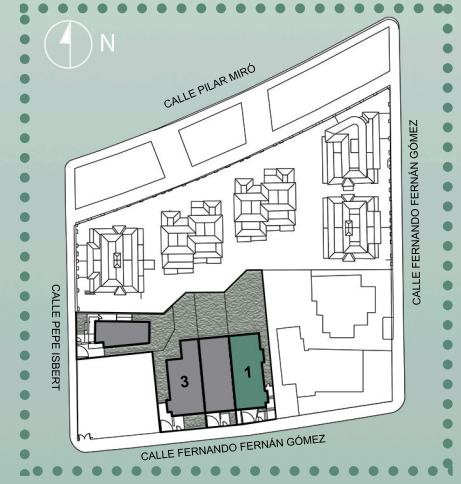 N
CALLE PILAR MIRÓ
CALLE FERNANDO FERNÁN GÓMEZ
CALLE PEPE ISBERT
3
1
CALLE FERNANDO FERNÁN GÓMEZ